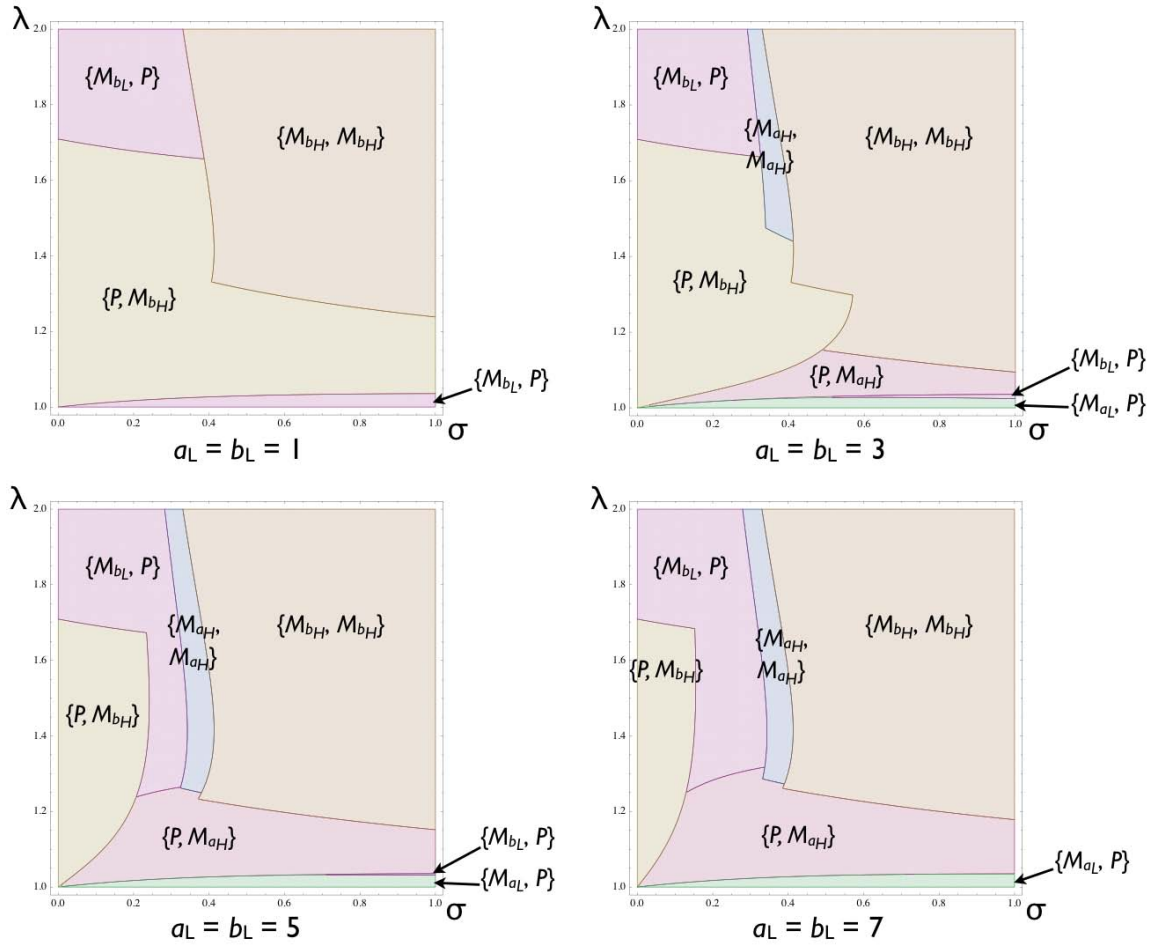 λ
λ
2.0
1.8
1.6
1.4
1.2
1.0
{M_bL, P}
{M_bH, M_bH}
{P, M_bH}
{M_bL, P}
0.0 0.2 0.4 0.6 0.8 1.0
σ
a_L = b_L = 1
2.0
1.8
1.6
1.4
1.2
1.0
{M_bL, P}
{M_aH,
M_aH}
{M_bH, M_bH}
{P, M_bH}
{P, M_aH}
{M_bL, P}
{M_aL, P}
0.0 0.2 0.4 0.6 0.8 1.0
σ
a_L = b_L = 3
λ
2.0
1.8
1.6
1.4
1.2
1.0
{M_bL, P}
{M_aH,
M_aH}
{M_bH, M_bH}
{P, M_bH}
{P, M_aH}
{M_bL, P}
{M_aL, P}
0.0 0.2 0.4 0.6 0.8 1.0
σ
a_L = b_L = 5
λ
2.0
1.8
1.6
1.4
1.2
1.0
{M_bL, P}
{M_aH,
M_aH}
{M_bH, M_bH}
{P, M_bH}
{P, M_aH}
{M_aL, P}
0.0 0.2 0.4 0.6 0.8 1.0
σ
a_L = b_L = 7